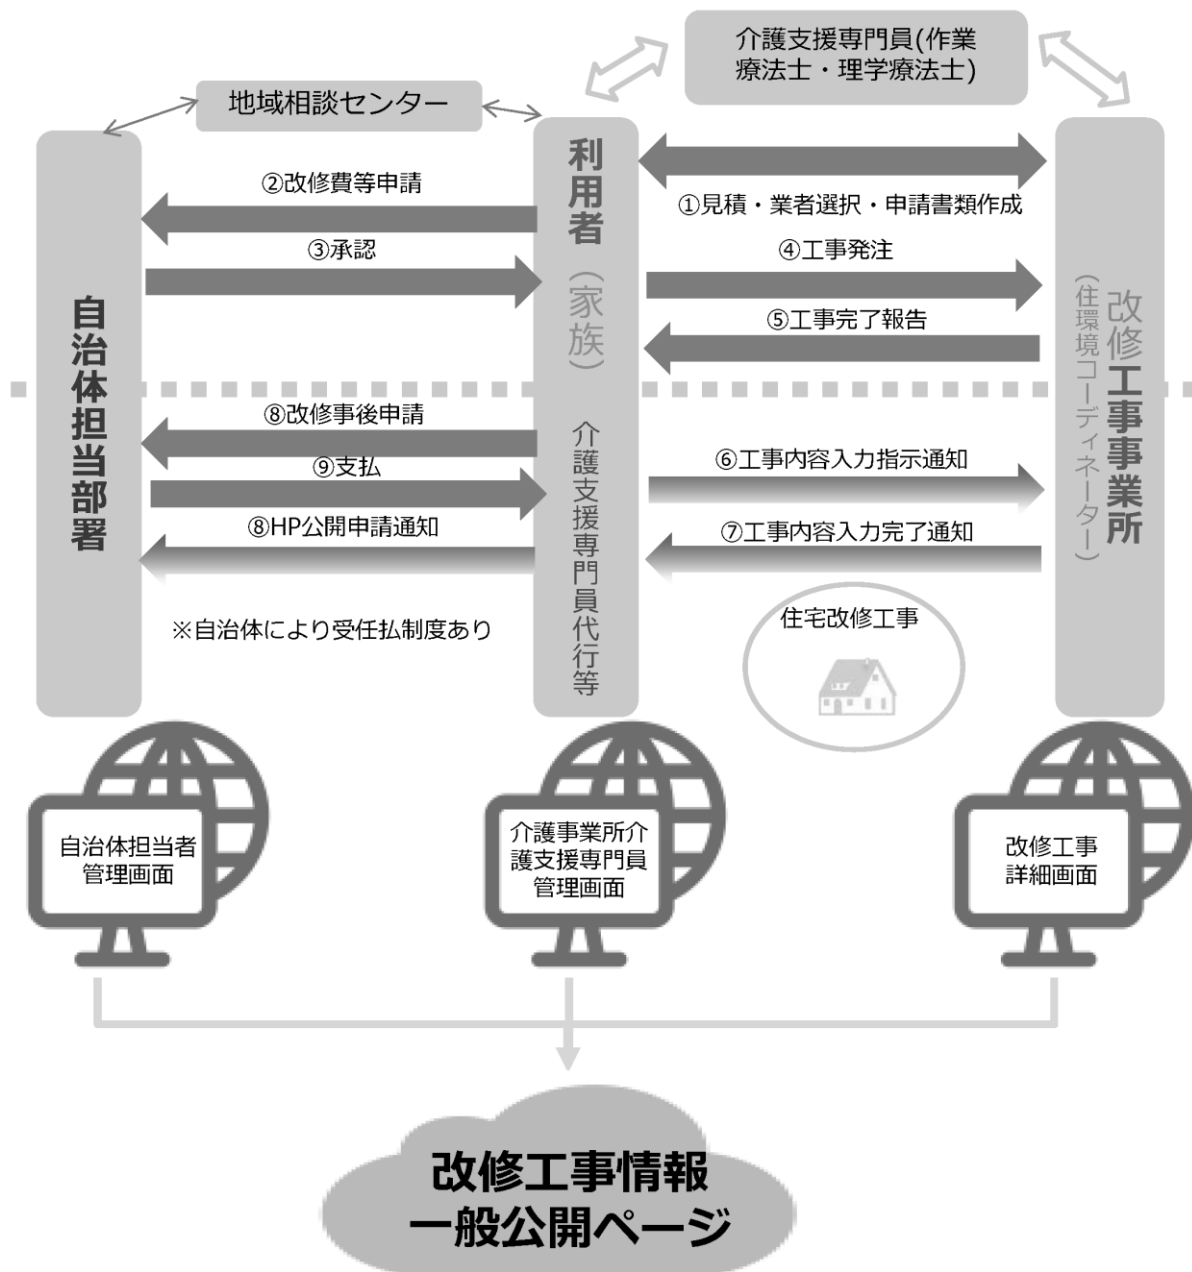 介護支援専門員(作業
療法士・理学療法士)
地域相談センター
②改修費等申請
③承認
①見積・業者選択・申請書類作成
④工事発注
⑤工事完了報告
自治体担当部署
利用者(家族)
介護支援専門員代行等
改修工事事業所
(住環境コーディネーター)
⑧改修事後申請
⑨支払
⑧HP公開申請通知
⑥工事内容入力指示通知
⑦工事内容入力完了通知
※自治体により受任払制度あり
住宅改修工事
自治体担当者
管理画面
介護事業所介
護支援専門員
管理画面
改修工事
詳細画面
改修工事情報
一般公開ページ